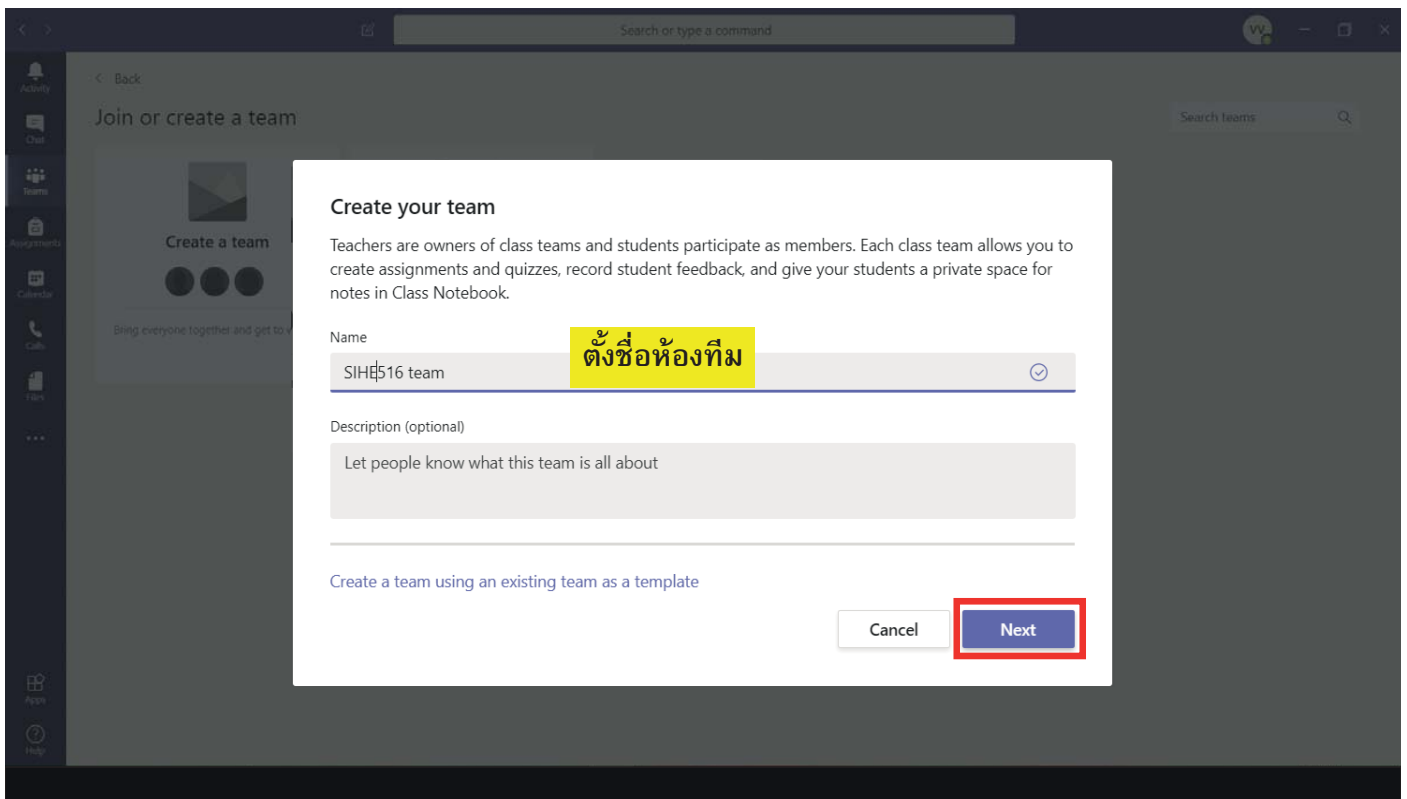 Search or type a command
VV
Activity
Chat
Teams
Assignments
Calendar
Calls
Files
Apps
Help
Back
Join or create a team
Search teams
Create a team
Bring everyone together and get to
Create your team
Teachers are owners of class teams and students participate as members. Each class team allows you to
create assignments and quizzes, record student feedback, and give your students a private space for
notes in Class Notebook.
Name
ตั้งชื่อห้องทีม
SIHE516 team
Description (optional)
Let people know what this team is all about
Create a team using an existing team as a template
Cancel
Next